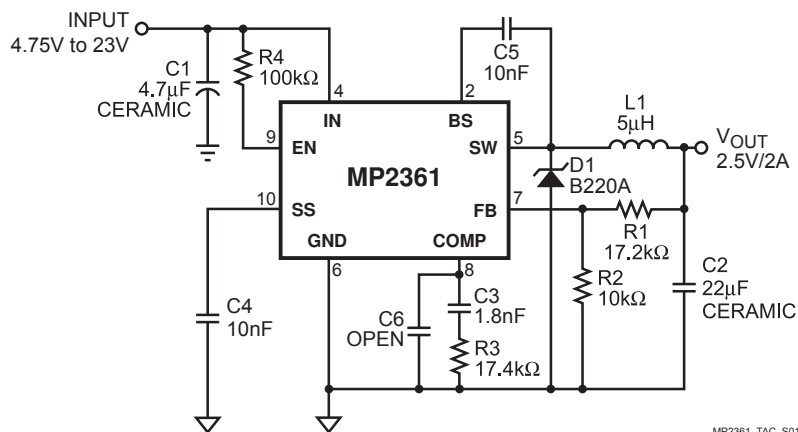 INPUT
4.75V to 23V
C1
4.7µF
CERAMIC
R4
100kΩ
C5
10nF
4
2
IN
BS
9
EN
SW
5
L1
5µH
VOUT
2.5V/2A
MP2361
D1
B220A
10
SS
FB
7
GND
COMP
6
8
R1
17.2kΩ
C4
10nF
C6
OPEN
C3
1.8nF
R3
17.4kΩ
R2
10kΩ
C2
22µF
CERAMIC
MP2361_TAC_S01